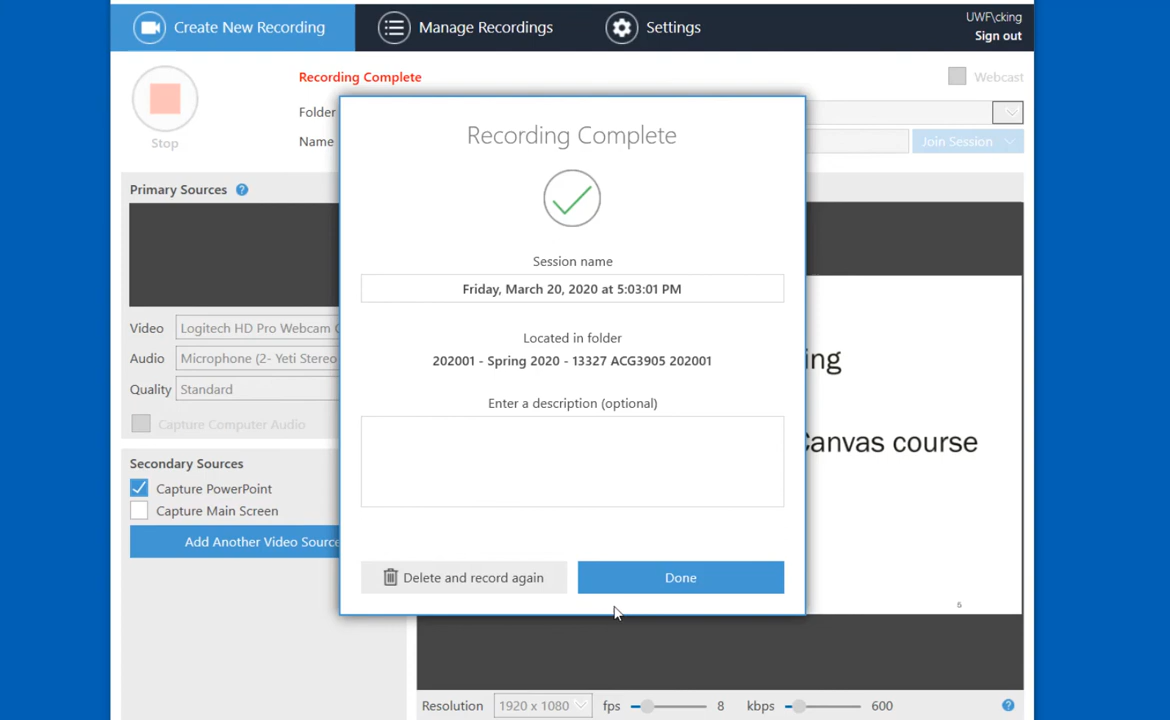 Create New Recording
Manage Recordings
Settings
UWF\cking
Sign out
Recording Complete
Webcast
Stop
Folder
Name
Join Session
Recording Complete
Session name
Friday, March 20, 2020 at 5:03:01 PM
Located in folder
202001 - Spring 2020 - 13327 ACG3905 202001
Enter a description (optional)
Delete and record again
Done
Primary Sources ?
Video Logitech HD Pro Webcam
Audio Microphone (2- Yeti Stereo
Quality Standard
Capture Computer Audio
Secondary Sources
Capture PowerPoint
Capture Main Screen
Add Another Video Source
ing
Canvas course
5
Resolution 1920 x 1080 fps 8 kbps 600 ?